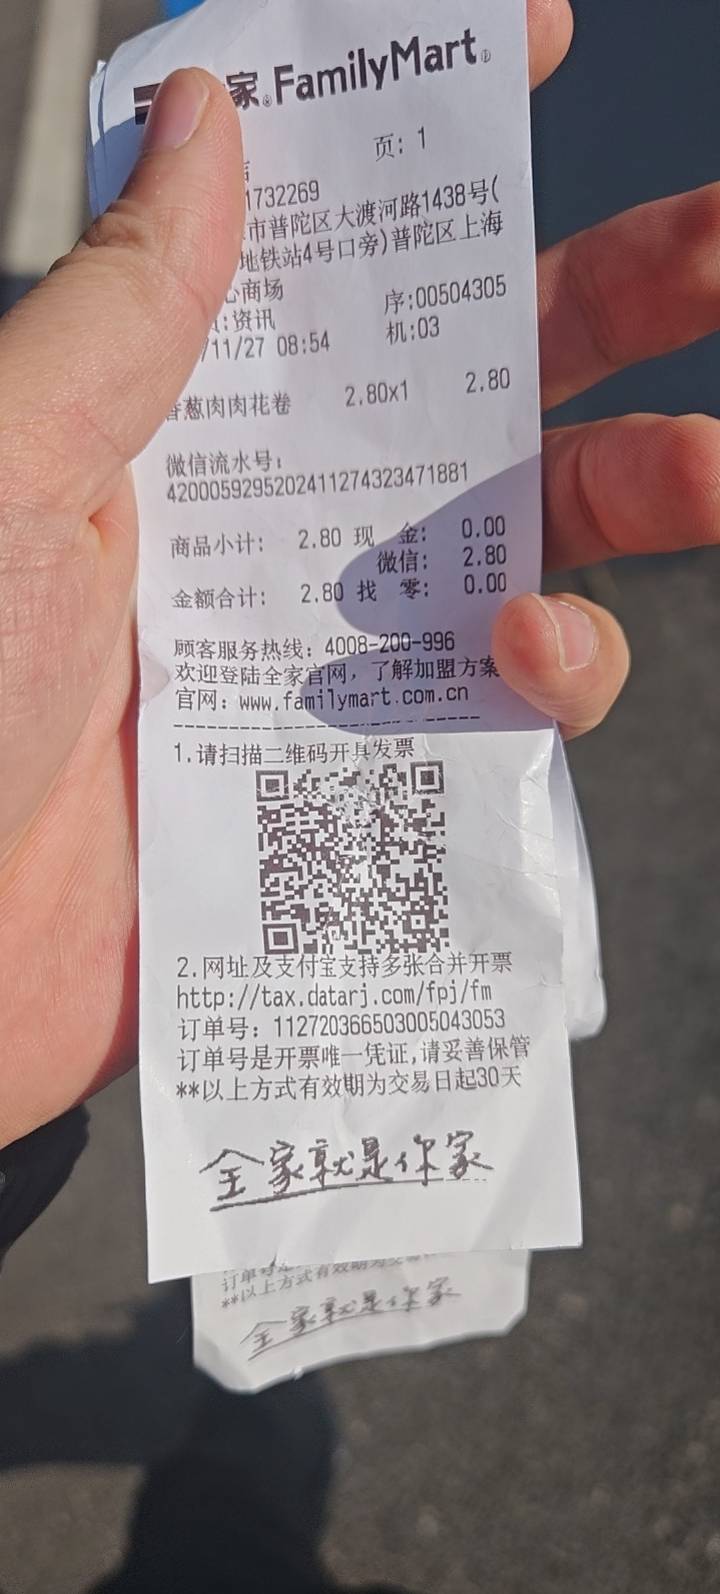 家 FamilyMart
页: 1
1732269
市普陀区大渡河路1438号(
地铁站4号口旁)普陀区上海
心商场
序:00504305
:资讯
机:03
/11/27 08:54
香葱肉肉花卷 2.80x1 2.80
微信流水号:
4200059295202411274323471881
商品小计: 2.80 现 金: 0.00
微信: 2.80
金额合计: 2.80 找 零: 0.00
顾客服务热线: 4008-200-996
欢迎登陆全家官网, 了解加盟方案
官网: www.familymart.com.cn
1.请扫描二维码开具发票
2.网址及支付宝支持多张合并开票
http://tax.datarj.com/fpj/fm
订单号: 112720366503005043053
订单号是开票唯一凭证,请妥善保管
**以上方式有效期为交易日起30天
全家就是你家
订单号是
**以上方式有效期为交易
全家就是你家